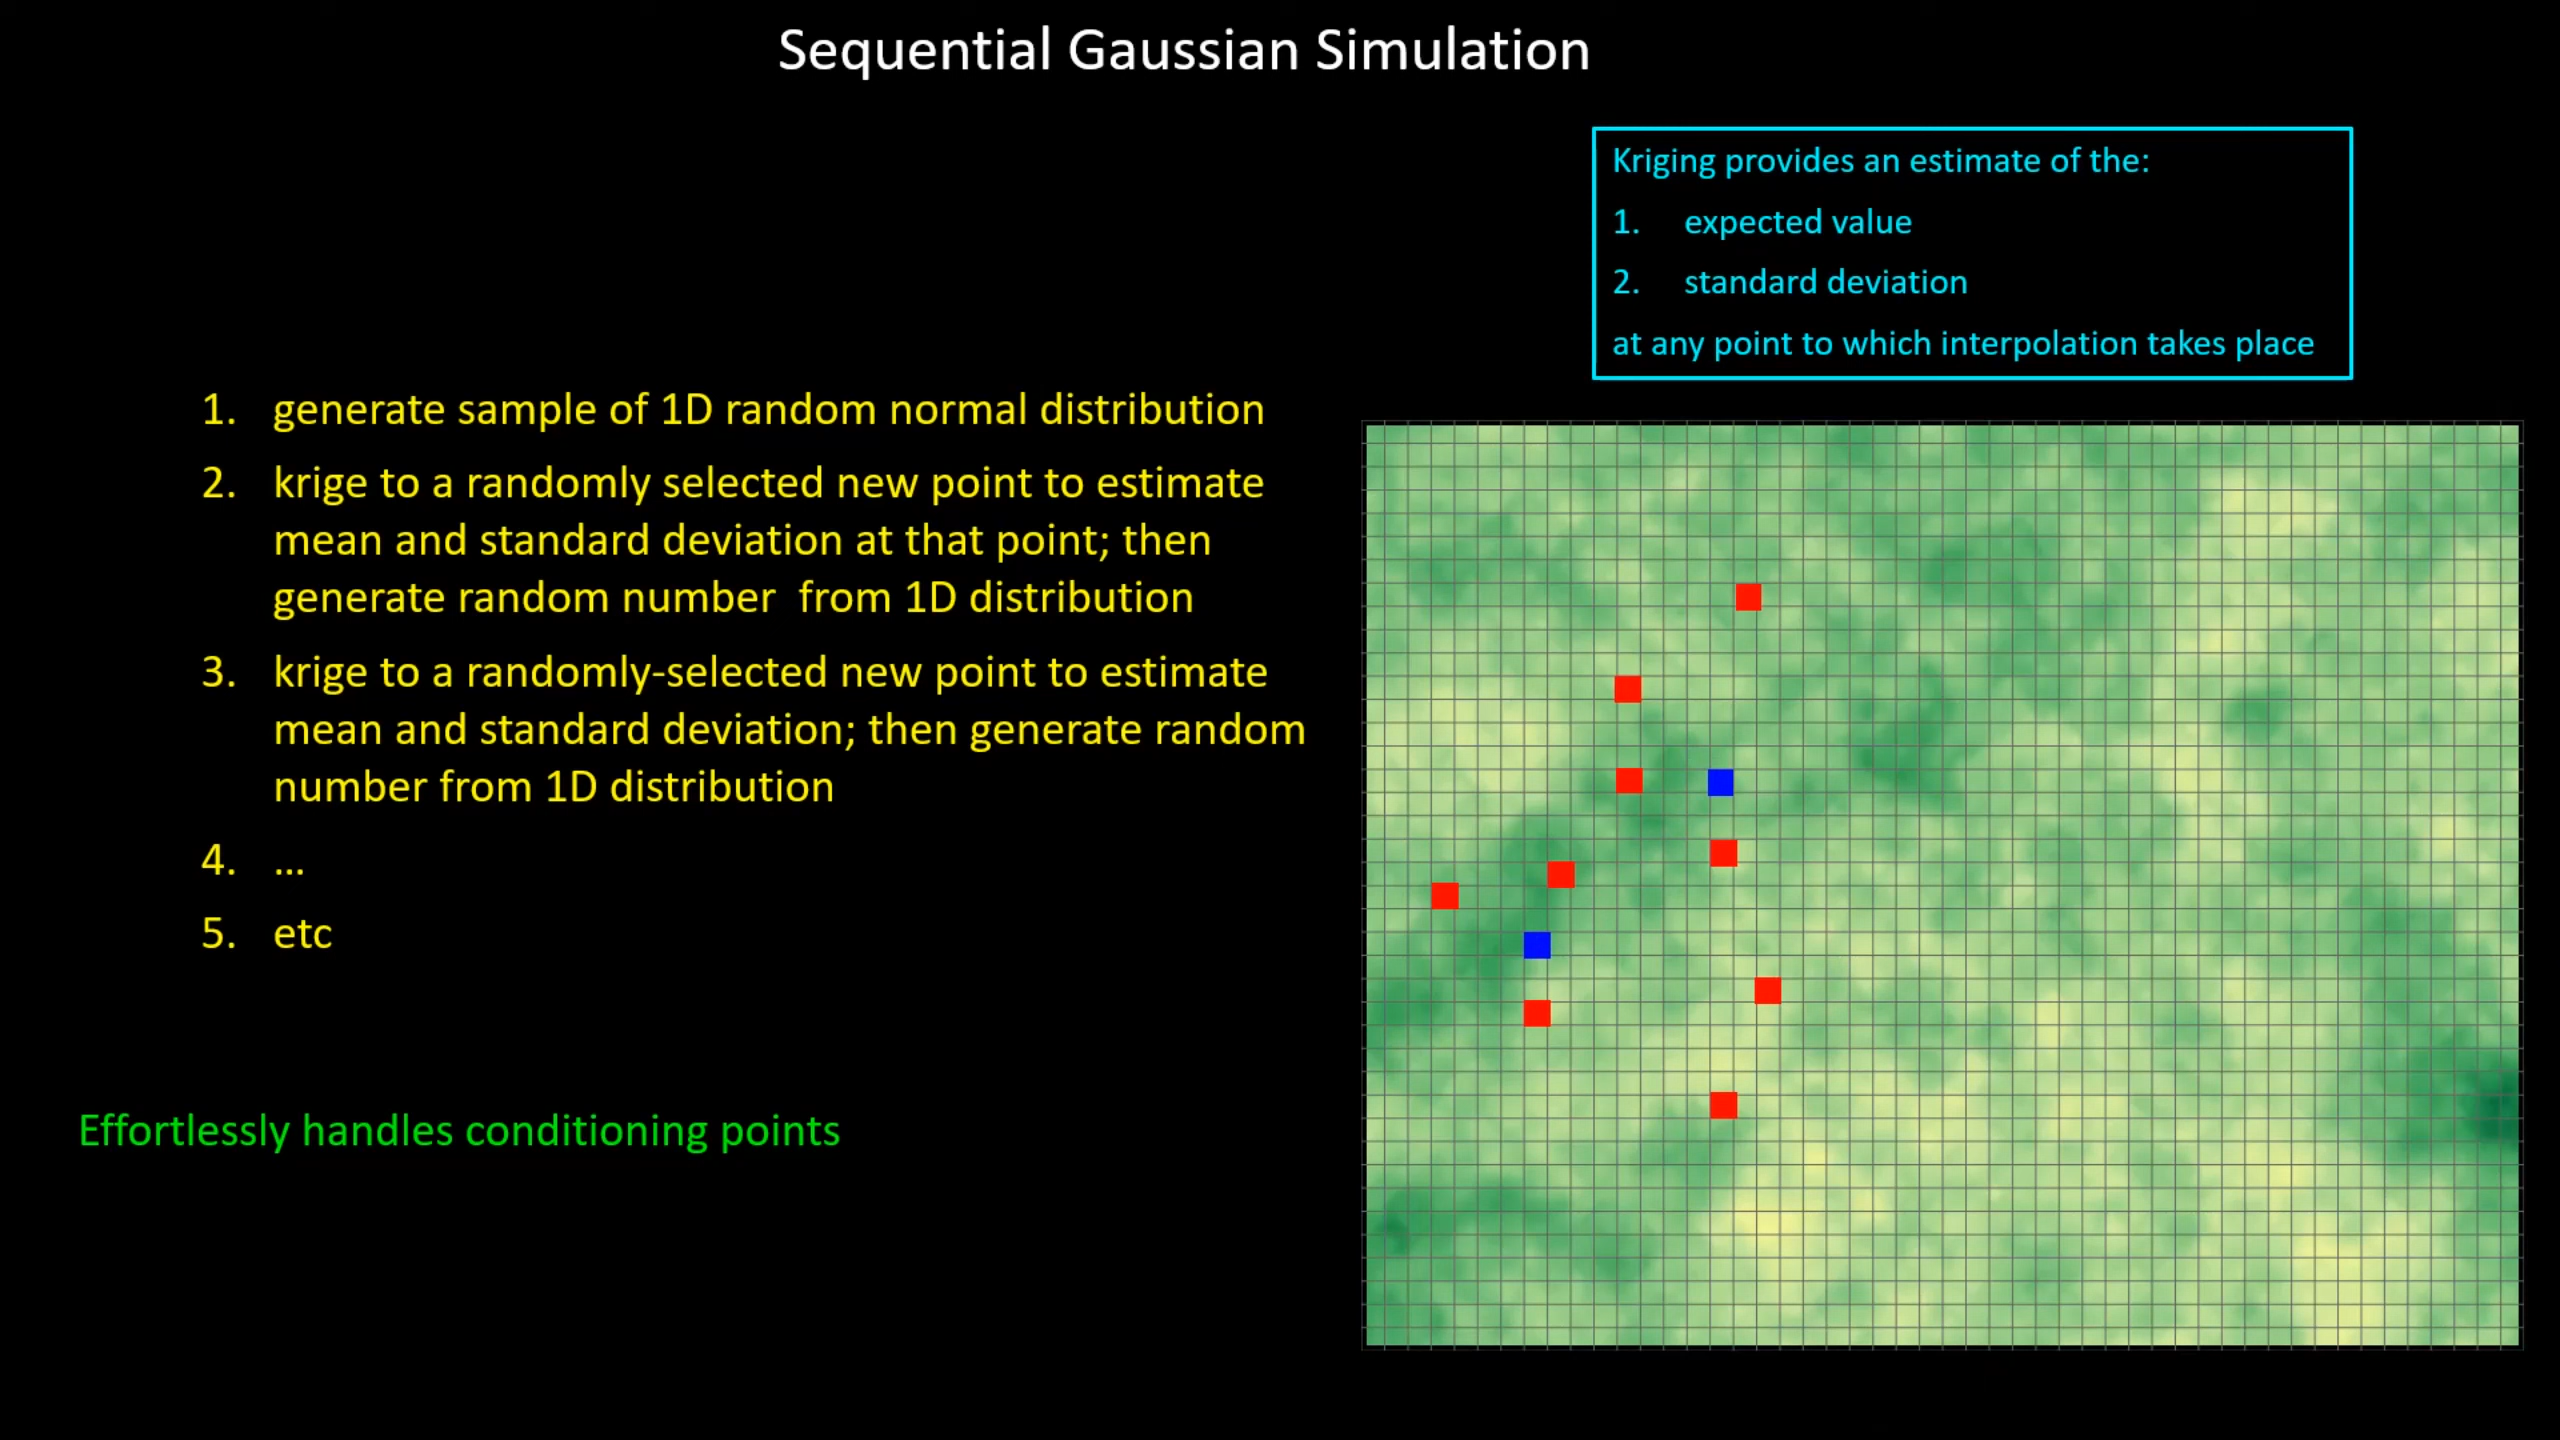 Sequential Gaussian Simulation
Kriging provides an estimate of the:
1. expected value
2. standard deviation
at any point to which interpolation takes place
1. generate sample of 1D random normal distribution
2. krige to a randomly selected new point to estimate
mean and standard deviation at that point; then
generate random number  from 1D distribution
3. krige to a randomly-selected new point to estimate
mean and standard deviation; then generate random
number from 1D distribution
4. ...
5. etc
Effortlessly handles conditioning points